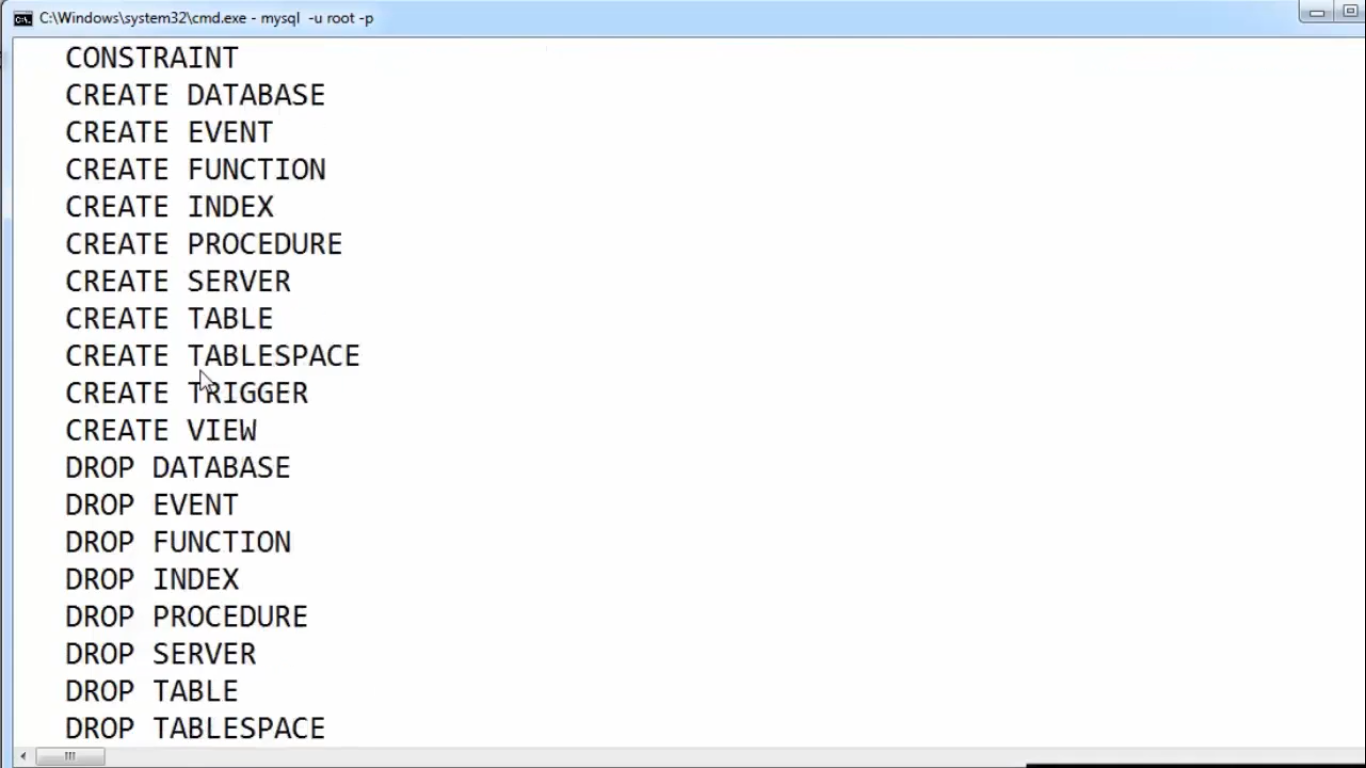 C:\Windows\system32\cmd.exe - mysql -u root -p
CONSTRAINT
CREATE DATABASE
CREATE EVENT
CREATE FUNCTION
CREATE INDEX
CREATE PROCEDURE
CREATE SERVER
CREATE TABLE
CREATE TABLESPACE
CREATE TRIGGER
CREATE VIEW
DROP DATABASE
DROP EVENT
DROP FUNCTION
DROP INDEX
DROP PROCEDURE
DROP SERVER
DROP TABLE
DROP TABLESPACE